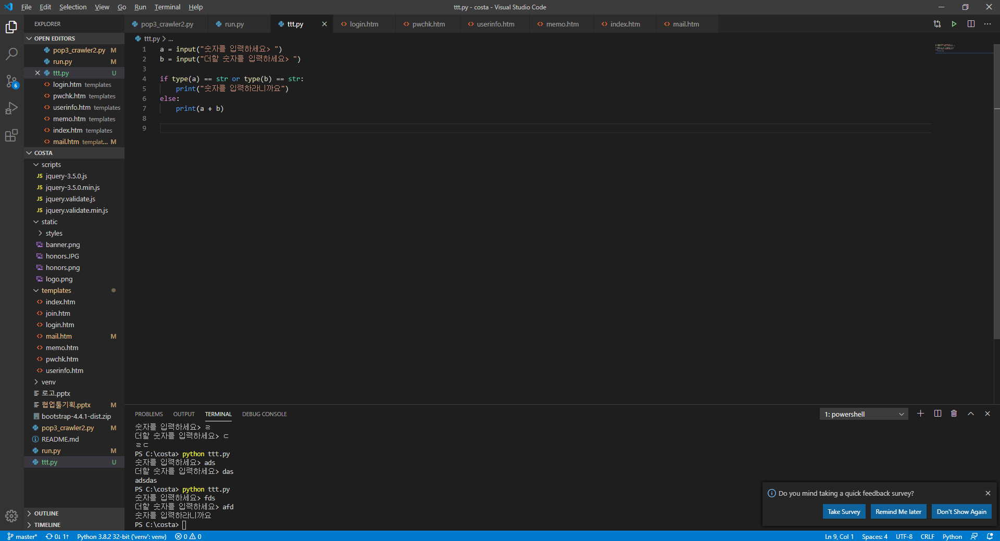 File Edit Selection View Go Run Terminal Help
ttt.py - costa - Visual Studio Code
EXPLORER
OPEN EDITORS
pop3_crawler2.py M
run.py M
ttt.py U
login.htm templates
pwchk.htm templates
userinfo.htm templates
memo.htm templates
index.htm templates
mail.htm templat... M
COSTA
scripts
JS jquery-3.5.0.js
JS jquery-3.5.0.min.js
JS jquery.validate.js
JS jquery.validate.min.js
static
styles
banner.png
honors.JPG
honors.png
logo.png
templates
index.htm
join.htm
login.htm
mail.htm M
memo.htm
pwchk.htm
userinfo.htm
venv
로고.pptx
협업툴기획.pptx M
bootstrap-4.4.1-dist.zip
pop3_crawler2.py M
README.md
run.py M
ttt.py U
OUTLINE
TIMELINE
6
pop3_crawler2.py run.py ttt.py login.htm pwchk.htm userinfo.htm memo.htm index.htm mail.htm
ttt.py > ...
1 a = input("숫자를 입력하세요> ")
2 b = input("더할 숫자를 입력하세요> ")
3
4 if type(a) == str or type(b) == str:
5 print("숫자를 입력하라니까요")
6 else:
7 print(a + b)
8
9
PROBLEMS OUTPUT TERMINAL DEBUG CONSOLE
1: powershell
숫자를 입력하세요> ㄹ
더할 숫자를 입력하세요> ㄷ
ㄹㄷ
PS C:\costa> python ttt.py
숫자를 입력하세요> ads
더할 숫자를 입력하세요> das
adsdas
PS C:\costa> python ttt.py
숫자를 입력하세요> fds
더할 숫자를 입력하세요> afd
숫자를 입력하라니까요
PS C:\costa>
Do you mind taking a quick feedback survey?
Take Survey Remind Me later Don't Show Again
master* 0↓ 1↑ Python 3.8.2 32-bit ('venv': venv) 0 0
Ln 9, Col 1 Spaces: 4 UTF-8 CRLF Python